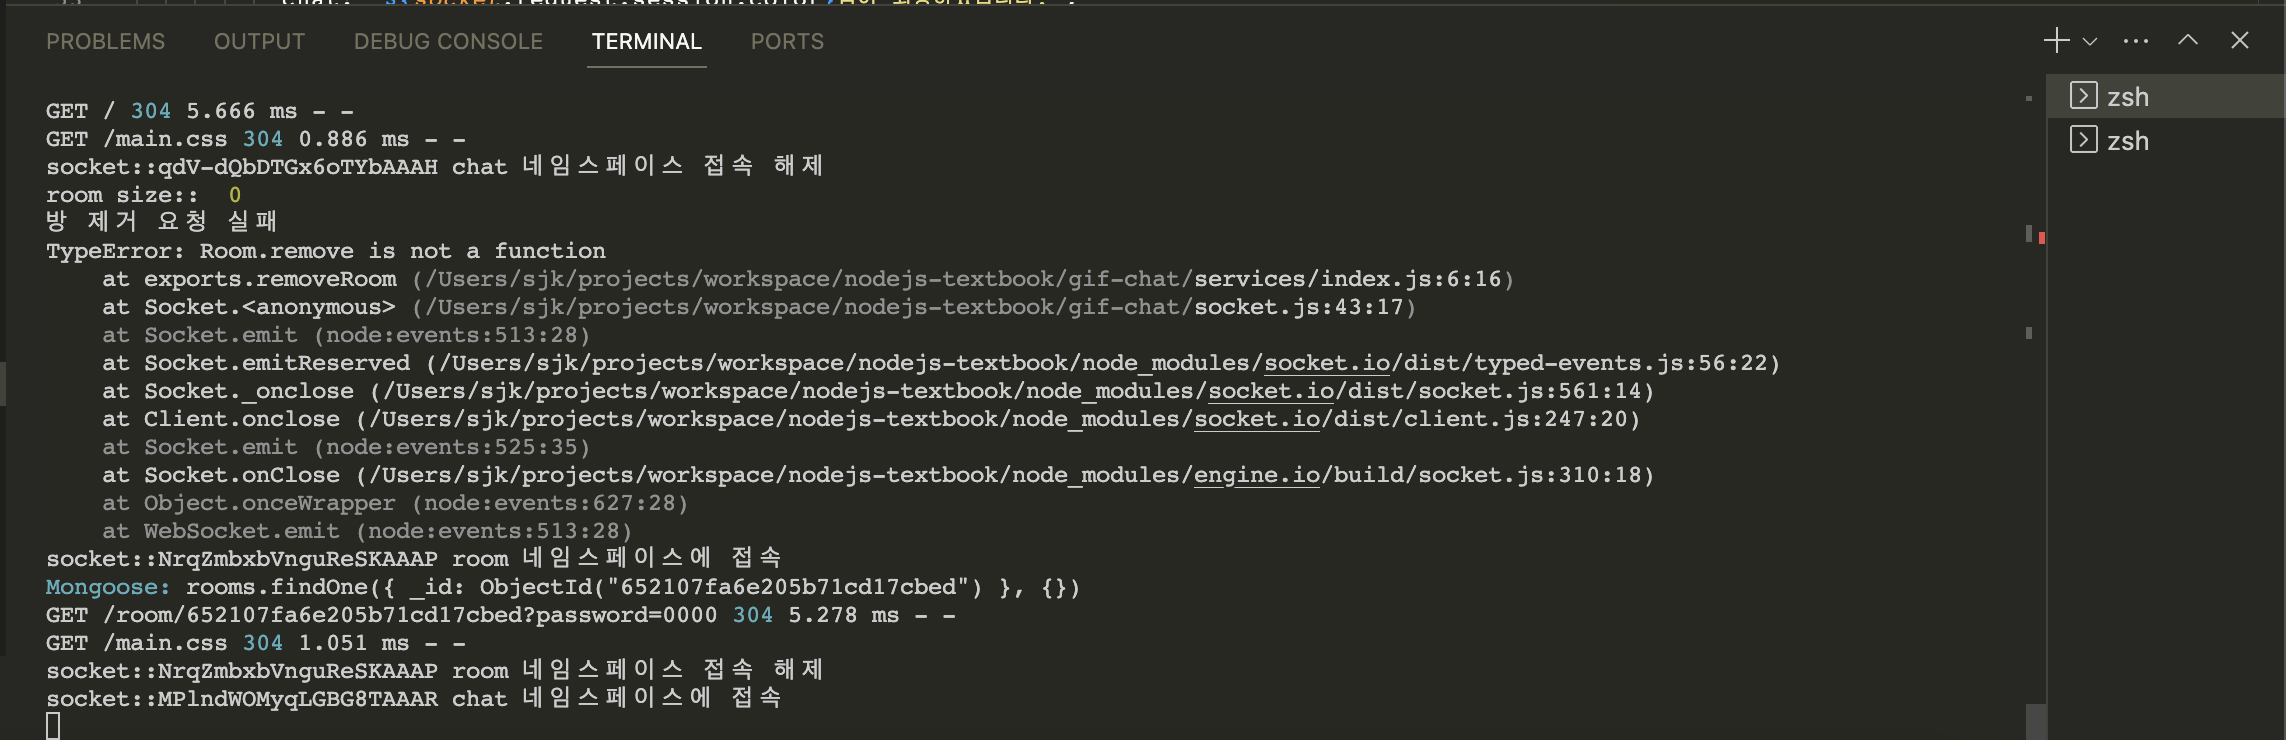 PROBLEMS OUTPUT DEBUG CONSOLE TERMINAL PORTS
GET / 304 5.666 ms - -
GET /main.css 304 0.886 ms - -
socket::qdV-dQbDTGx6oTYbAAAH chat 네임스페이스 접속 해제
room size::  0
방 제거 요청 실패
TypeError: Room.remove is not a function
    at exports.removeRoom (/Users/sjk/projects/workspace/nodejs-textbook/gif-chat/services/index.js:6:16)
    at Socket.<anonymous> (/Users/sjk/projects/workspace/nodejs-textbook/gif-chat/socket.js:43:17)
    at Socket.emit (node:events:513:28)
    at Socket.emitReserved (/Users/sjk/projects/workspace/nodejs-textbook/node_modules/socket.io/dist/typed-events.js:56:22)
    at Socket._onclose (/Users/sjk/projects/workspace/nodejs-textbook/node_modules/socket.io/dist/socket.js:561:14)
    at Client.onclose (/Users/sjk/projects/workspace/nodejs-textbook/node_modules/socket.io/dist/client.js:247:20)
    at Socket.emit (node:events:525:35)
    at Socket.onClose (/Users/sjk/projects/workspace/nodejs-textbook/node_modules/engine.io/build/socket.js:310:18)
    at Object.onceWrapper (node:events:627:28)
    at WebSocket.emit (node:events:513:28)
socket::NrqZmbxbVnguReSKAAAP room 네임스페이스에 접속
Mongoose: rooms.findOne({ _id: ObjectId("652107fa6e205b71cd17cbed") }, {})
GET /room/652107fa6e205b71cd17cbed?password=0000 304 5.278 ms - -
GET /main.css 304 1.051 ms - -
socket::NrqZmbxbVnguReSKAAAP room 네임스페이스 접속 해제
socket::MPlndWOMyqLGBG8TAAAR chat 네임스페이스에 접속
zsh
zsh